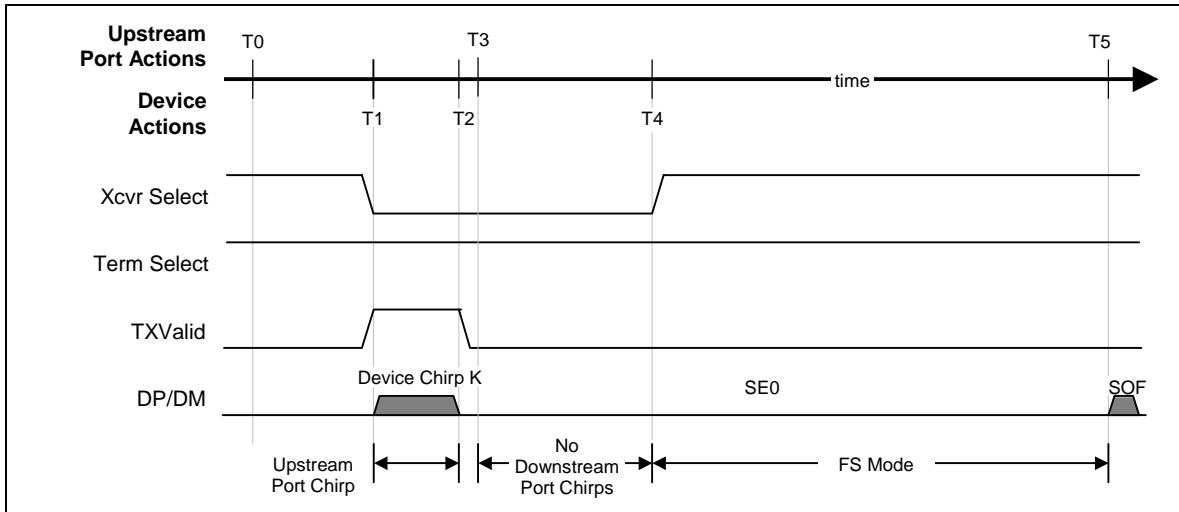 Upstream
Port Actions
T0
T3
T5
time
Device
Actions
T1
T2
T4
Xcvr Select
Term Select
TXValid
Device Chirp K
DP/DM
SE0
SOF
Upstream
Port Chirp
No
Downstream
Port Chirps
FS Mode